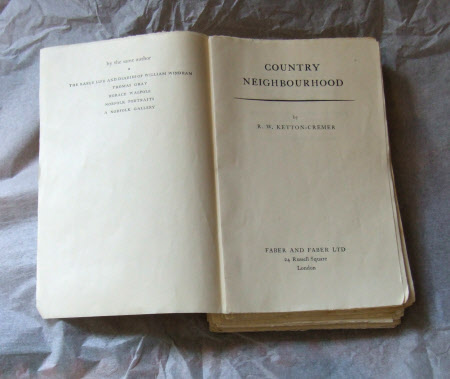 by the same author
*
THE EARLY LIFE AND DIARIES OF WILLIAM WINDHAM
THOMAS GRAY
HORACE WALPOLE
NORFOLK PORTRAITS
A NORFOLK GALLERY
COUNTRY
NEIGHBOURHOOD
by
R. W. KETTON-CREMER
FABER AND FABER LTD
24 Russell Square
London